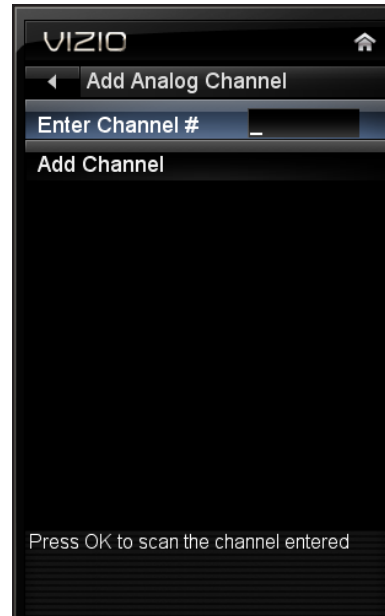 VIZIO
Add Analog Channel
Enter Channel # _
Add Channel
Press OK to scan the channel entered